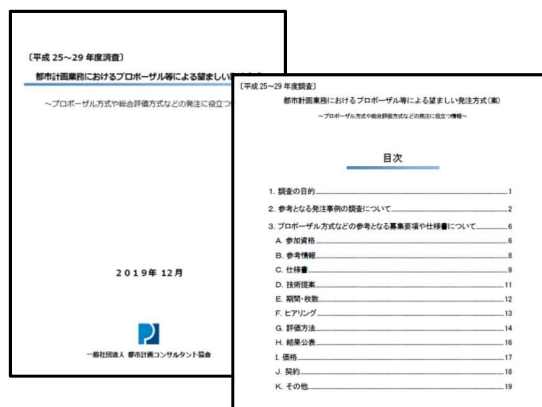 〔平成25~29年度調査〕
都市計画業務におけるプロポーザル等による望ましい
~プロポーザル方式や総合評価方式などの発注に役立つ
2019年12月
一般社団法人 都市計画コンサルタント協会
〔平成25~29年度調査〕
都市計画業務におけるプロポーザル等による望ましい発注方式(案)
~プロポーザル方式や総合評価方式などの発注に役立つ情報~
目次
1. 調査の目的 1
2. 参考となる発注事例の調査について 2
3. プロポーザル方式などの参考となる募集要項や仕様書について 6
A. 参加資格 6
B. 参考情報 8
C. 仕様書 9
D. 技術提案 11
E. 期間・枚数 12
F. ヒアリング 13
G. 評価方法 14
H. 結果公表 16
I. 価格 17
J. 契約 18
K. その他 19